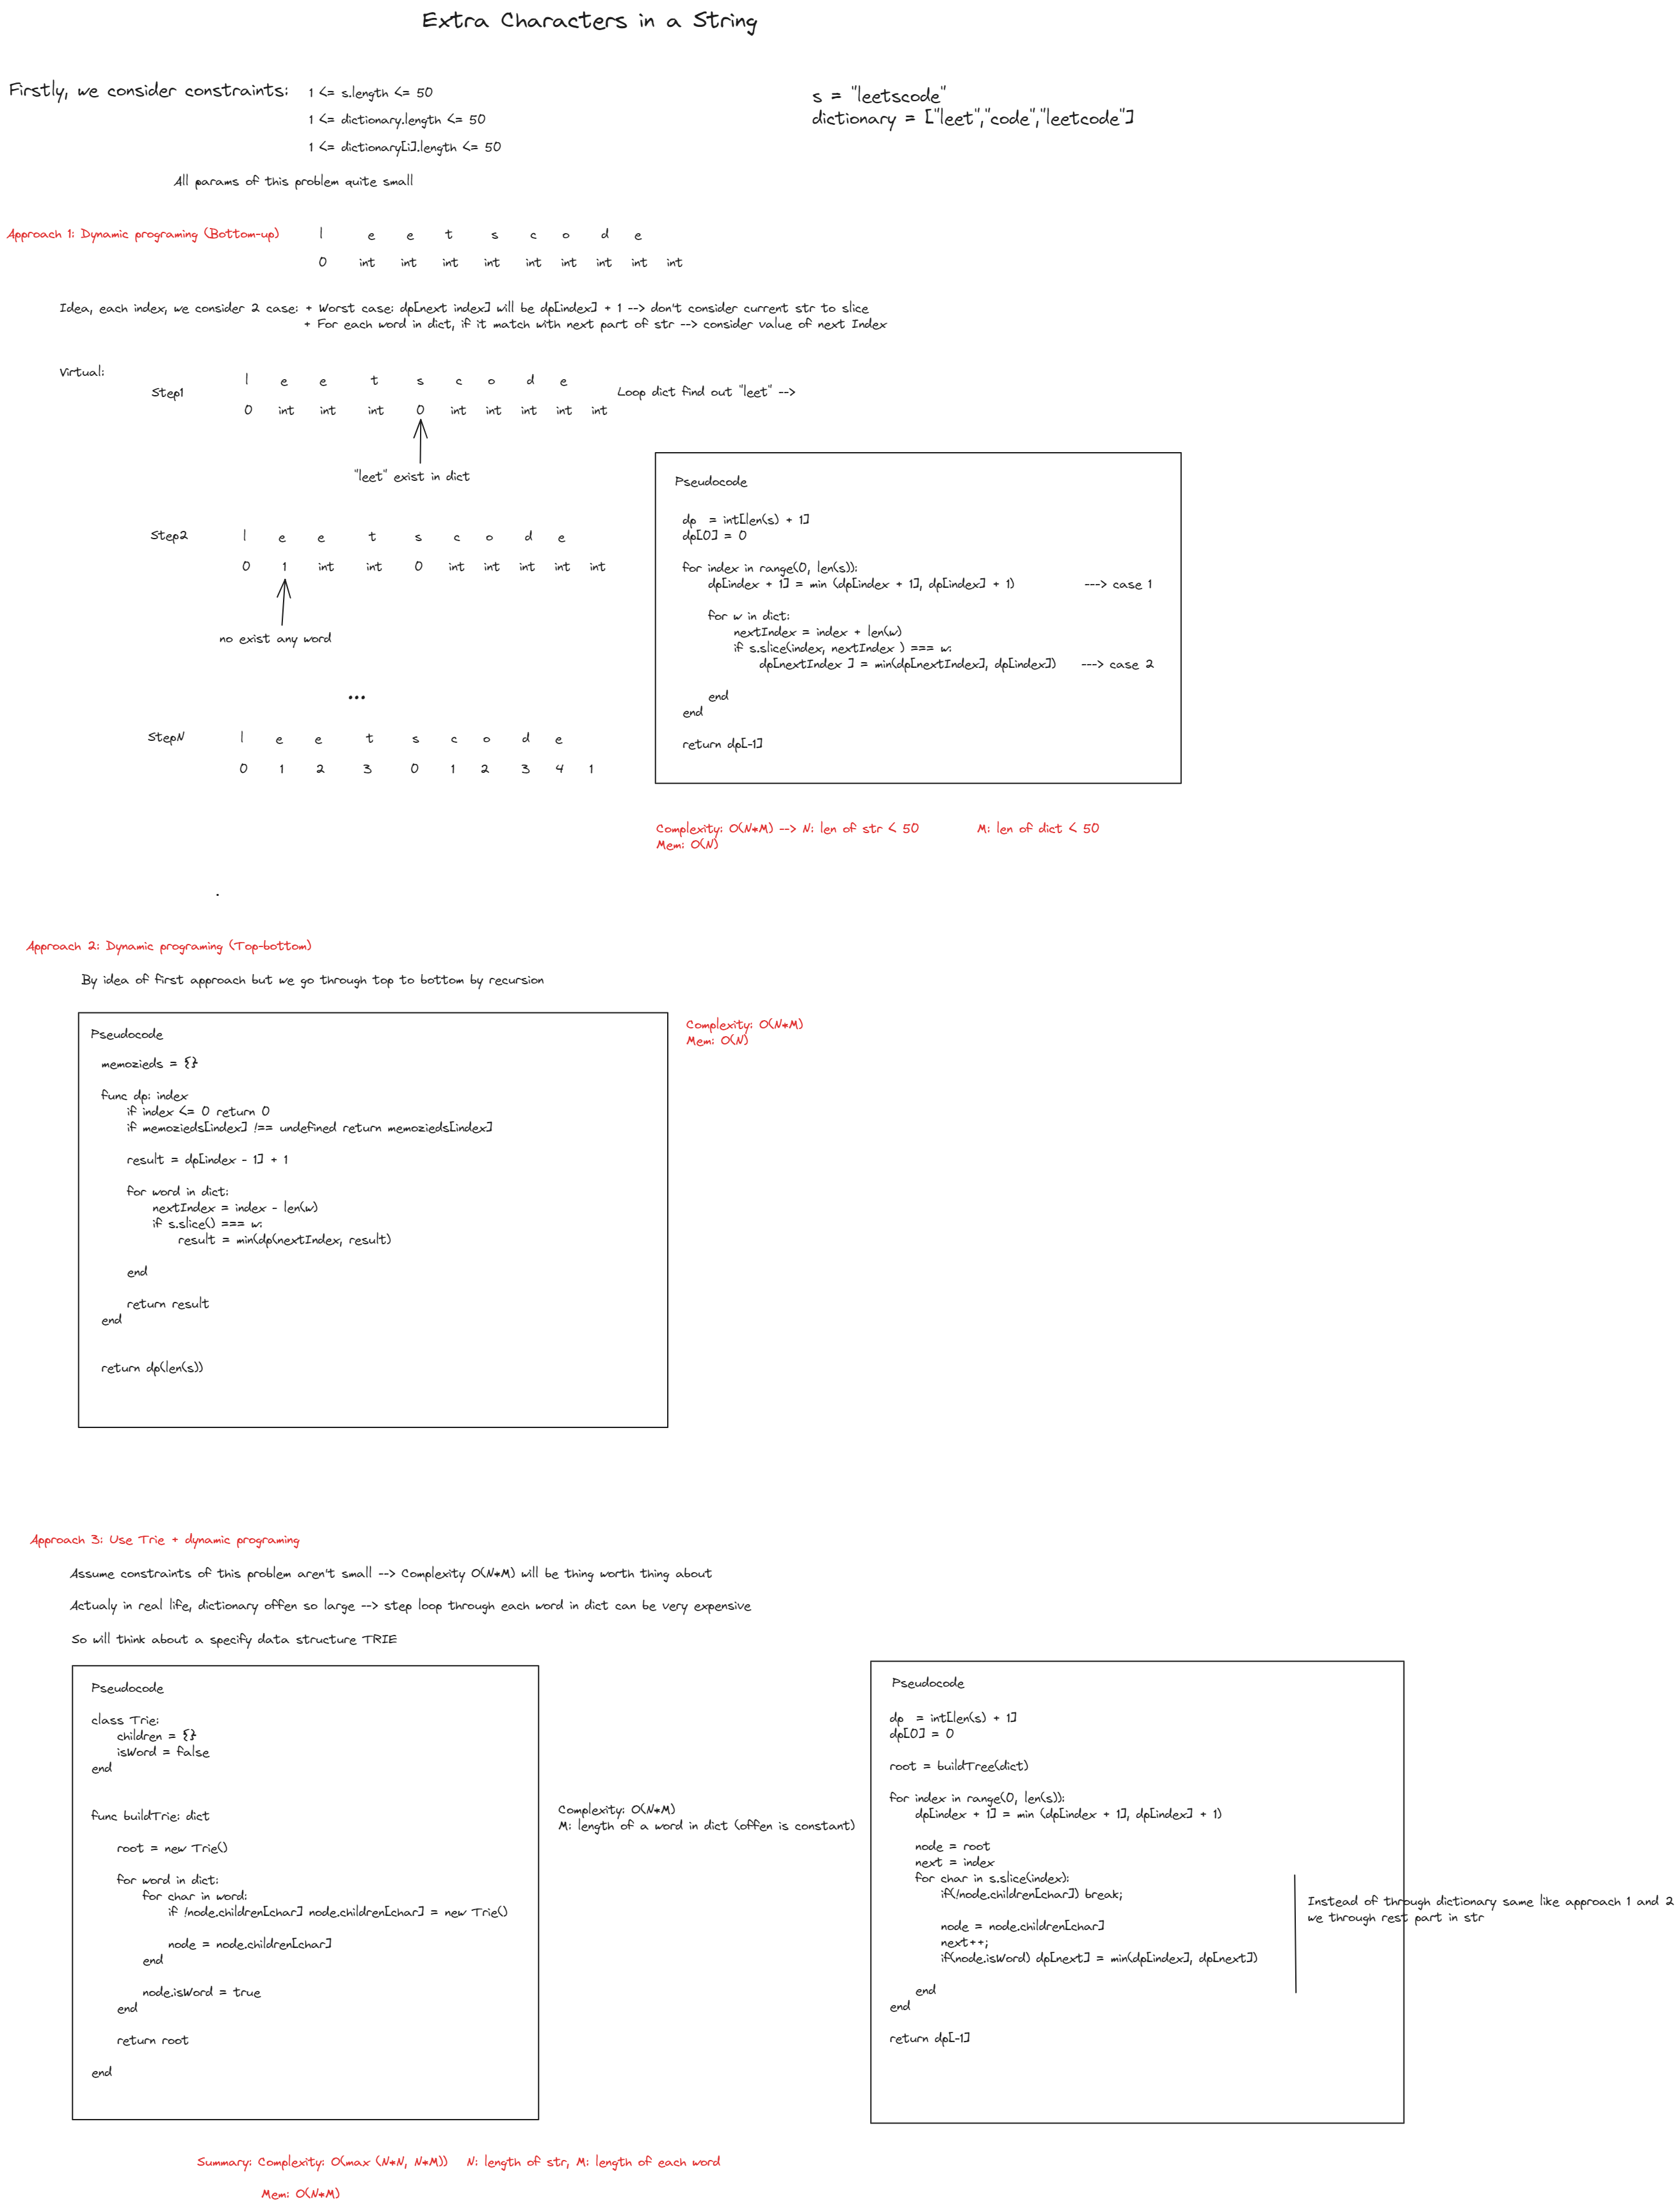 Extra Characters in a String
Firstly, we consider constraints:
1 <= s.length <= 50
1 <= dictionary.length <= 50
1 <= dictionary[i].length <= 50
s = "leetscode"
dictionary = ["leet","code","leetcode"]
All params of this problem quite small
Approach 1: Dynamic programing (Bottom-up)
l e e t s c o d e
0 int int int int int int int int int
Idea, each index, we consider 2 case: + Worst case: dp[next index] will be dp[index] + 1 --> don't consider current str to slice
+ For each word in dict, if it match with next part of str --> consider value of next Index
Virtual:
Step1
l e e t s c o d e
0 int int int 0 int int int int int
Loop dict find out "leet" -->
"leet" exist in dict
Step2
l e e t s c o d e
0 1 int int 0 int int int int int
no exist any word
...
StepN
l e e t s c o d e
0 1 2 3 0 1 2 3 4 1
Pseudocode
dp = int[len(s) + 1]
dp[0] = 0
for index in range(0, len(s)):
dp[index + 1] = min (dp[index + 1], dp[index] + 1) ---> case 1
for w in dict:
nextIndex = index + len(w)
if s.slice(index, nextIndex ) === w:
dp[nextIndex ] = min(dp[nextIndex], dp[index]) ---> case 2
end
end
return dp[-1]
Complexity: O(N*M) --> N: len of str < 50 M: len of dict < 50
Mem: O(N)
Approach 2: Dynamic programing (Top-bottom)
By idea of first approach but we go through top to bottom by recursion
Pseudocode
memozieds = {}
func dp: index
if index <= 0 return 0
if memozieds[index] !== undefined return memozieds[index]
result = dp[index - 1] + 1
for word in dict:
nextIndex = index - len(w)
if s.slice() === w:
result = min(dp(nextIndex, result)
end
return result
end
return dp(len(s))
Complexity: O(N*M)
Mem: O(N)
Approach 3: Use Trie + dynamic programing
Assume constraints of this problem aren't small --> Complexity O(N*M) will be thing worth thing about
Actualy in real life, dictionary offen so large --> step loop through each word in dict can be very expensive
So will think about a specify data structure TRIE
Pseudocode
class Trie:
children = {}
isWord = false
end
func buildTrie: dict
root = new Trie()
for word in dict:
for char in word:
if !node.children[char] node.children[char] = new Trie()
node = node.children[char]
end
node.isWord = true
end
return root
end
Complexity: O(N*M)
M: length of a word in dict (offen is constant)
Pseudocode
dp = int[len(s) + 1]
dp[0] = 0
root = buildTree(dict)
for index in range(0, len(s)):
dp[index + 1] = min (dp[index + 1], dp[index] + 1)
node = root
next = index
for char in s.slice(index):
if(!node.children[char]) break;
node = node.children[char]
next++;
if(node.isWord) dp[next] = min(dp[index], dp[next])
end
end
return dp[-1]
Instead of through dictionary same like approach 1 and 2
we through rest part in str
Summary: Complexity: O(max (N*N, N*M)) N: length of str, M: length of each word
Mem: O(N*M)